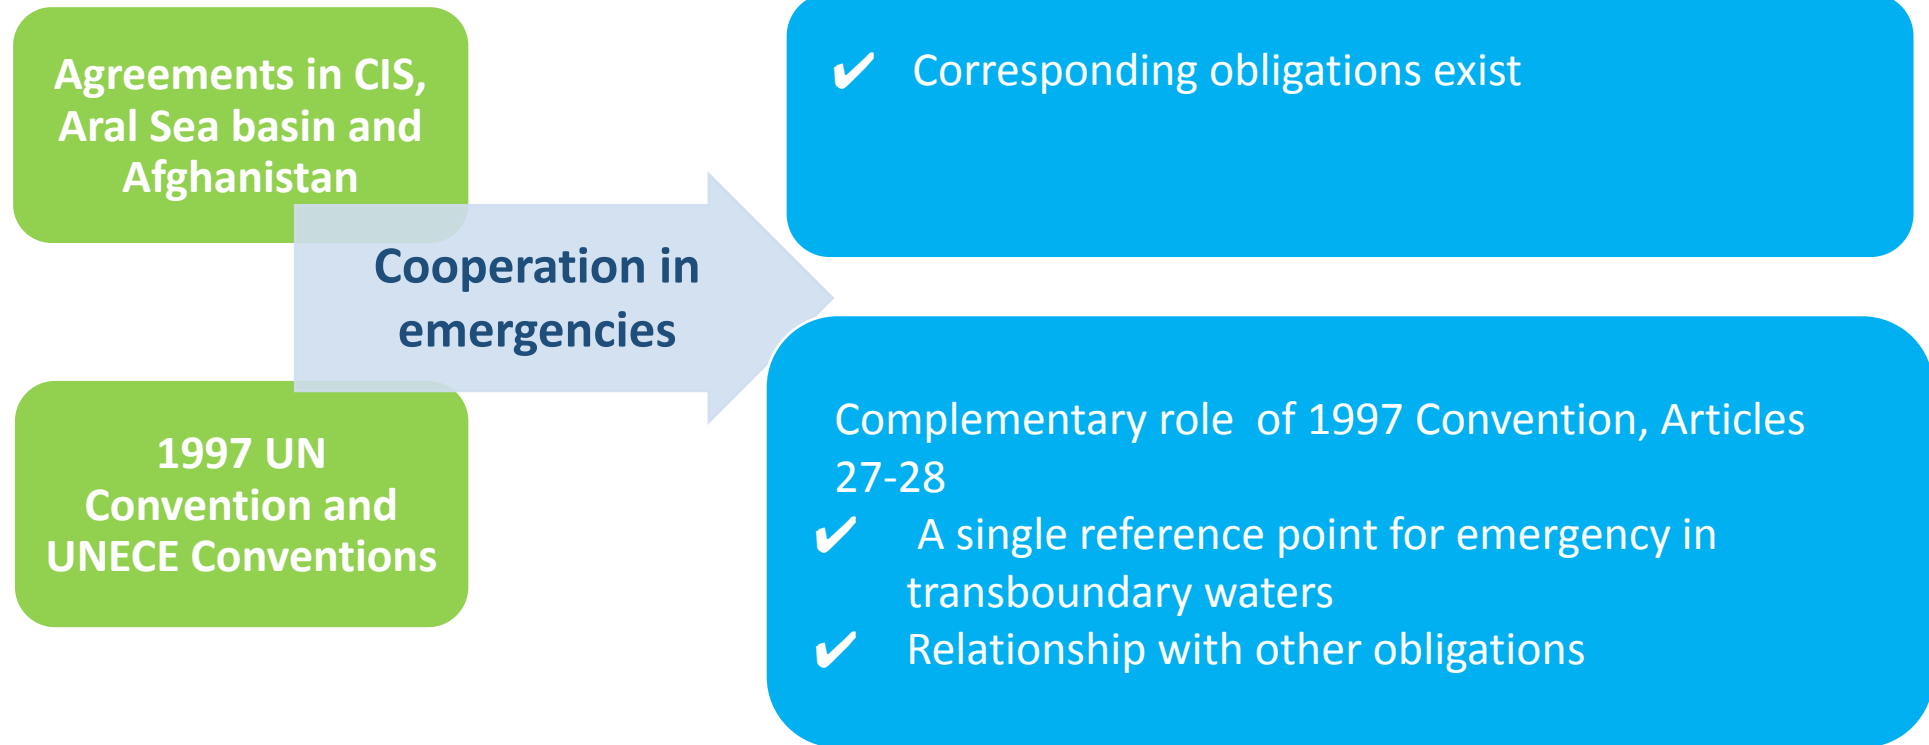 Agreements in CIS,
Aral Sea basin and
Afghanistan
✔ Corresponding obligations exist
Cooperation in
emergencies
1997 UN
Convention and
UNECE Conventions
Complementary role of 1997 Convention, Articles
27-28
✔ A single reference point for emergency in
transboundary waters
✔ Relationship with other obligations